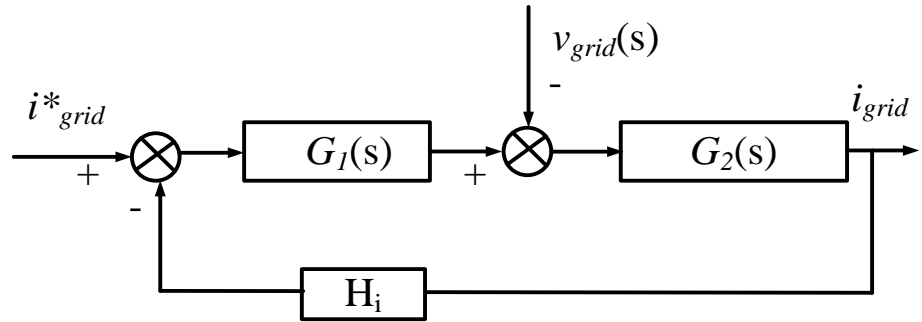 v_grid(s)
-
i*_grid
i_grid
G_1(s)
G_2(s)
+
+
-
H_i